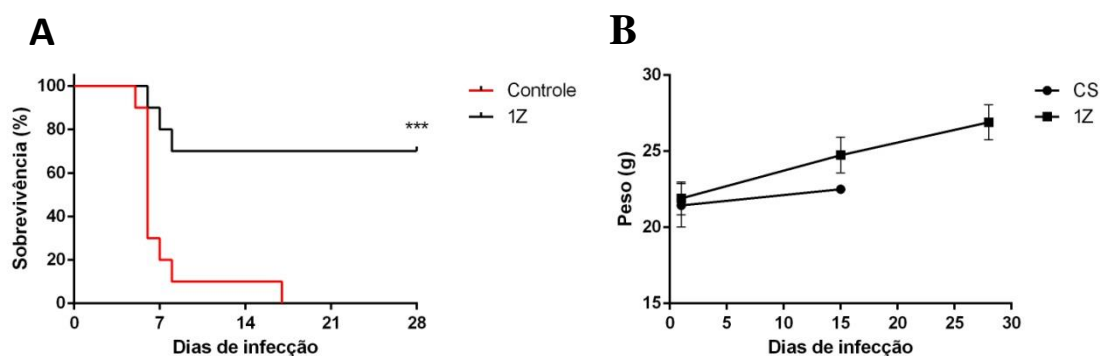 A
Sobrevivência (%)
100
80
60
40
20
0
0 7 14 21 28
Dias de infecção
***
Controle
1Z
B
Peso (g)
30
25
20
15
0 5 10 15 20 25 30
Dias de infecção
CS
1Z